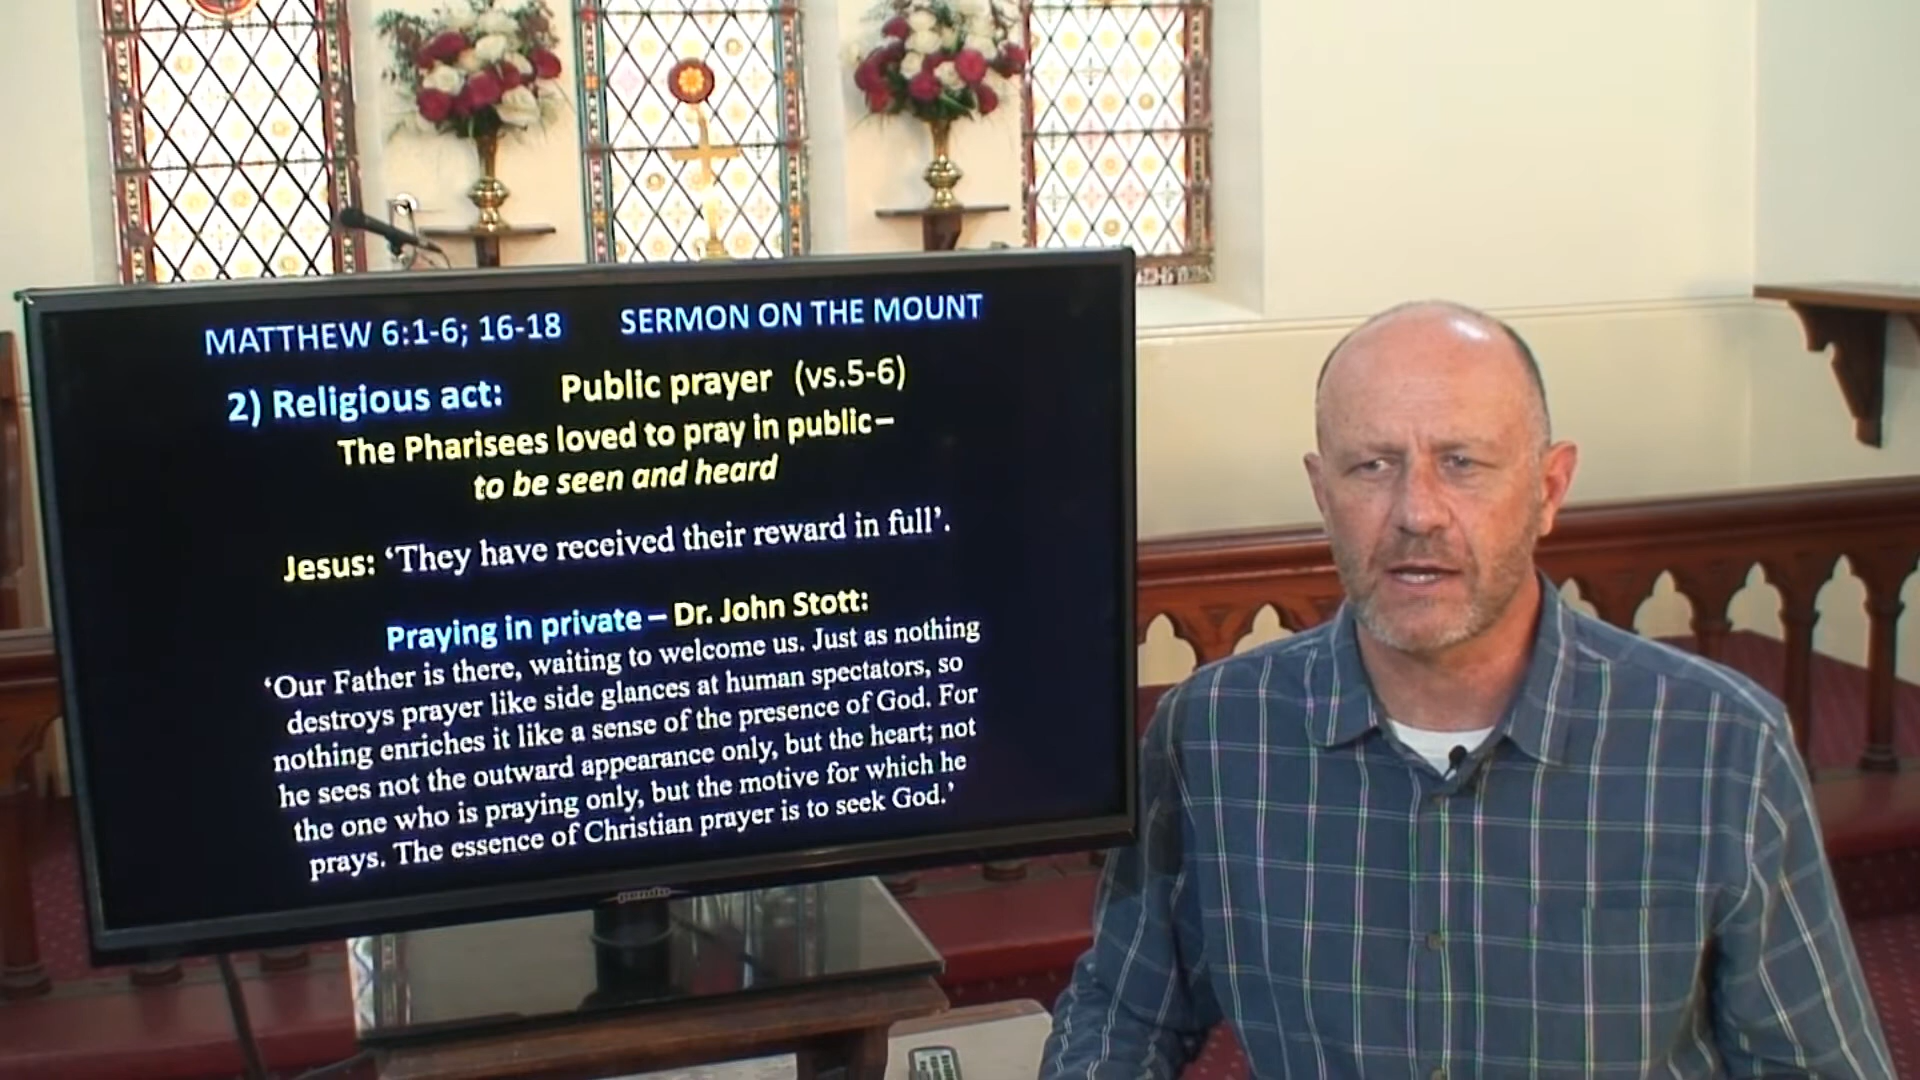 MATTHEW 6:1-6; 16-18 SERMON ON THE MOUNT
2) Religious act: Public prayer (vs.5-6)
The Pharisees loved to pray in public–
to be seen and heard
Jesus: ‘They have received their reward in full’.
Praying in private – Dr. John Stott:
‘Our Father is there, waiting to welcome us. Just as nothing
destroys prayer like side glances at human spectators, so
nothing enriches it like a sense of the presence of God. For
he sees not the outward appearance only, but the heart; not
the one who is praying only, but the motive for which he
prays. The essence of Christian prayer is to seek God.’
pendo